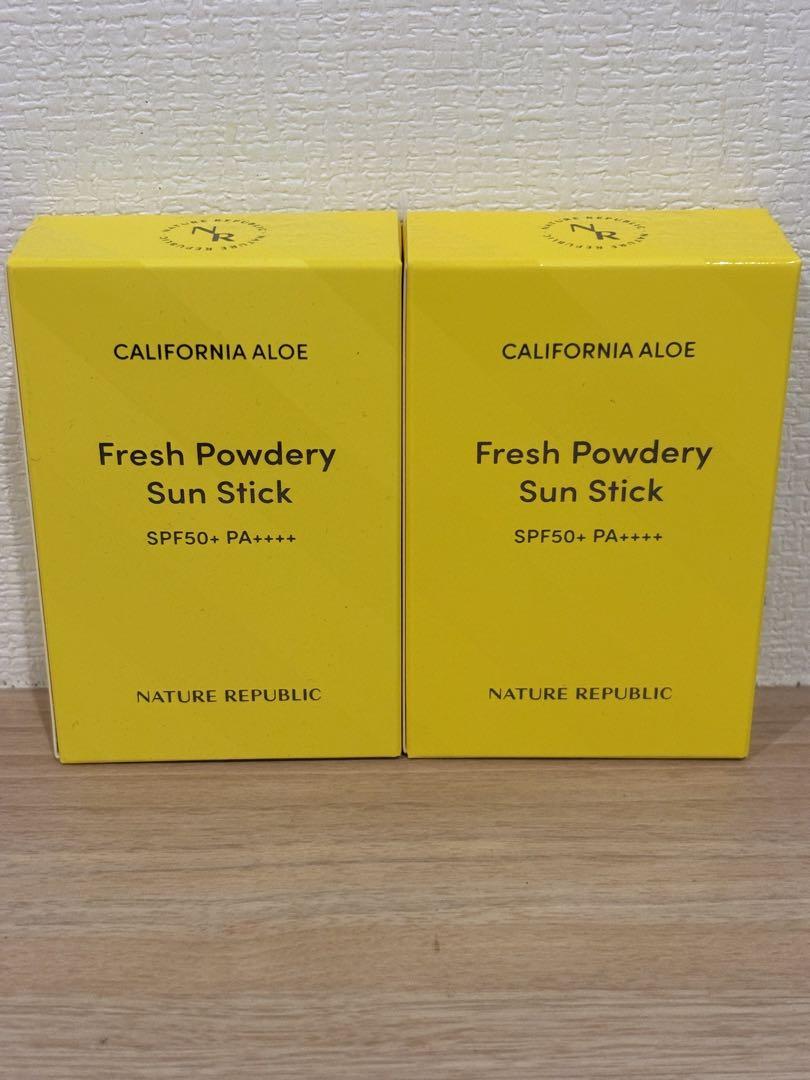 NATURE REPUBLIC NATURE REPUBLIC
NR
CALIFORNIA ALOE
Fresh Powdery
Sun Stick
SPF50+ PA++++
NATURE REPUBLIC
NATURE REPUBLIC NATURE REPUBLIC
NR
CALIFORNIA ALOE
Fresh Powdery
Sun Stick
SPF50+ PA++++
NATURE REPUBLIC